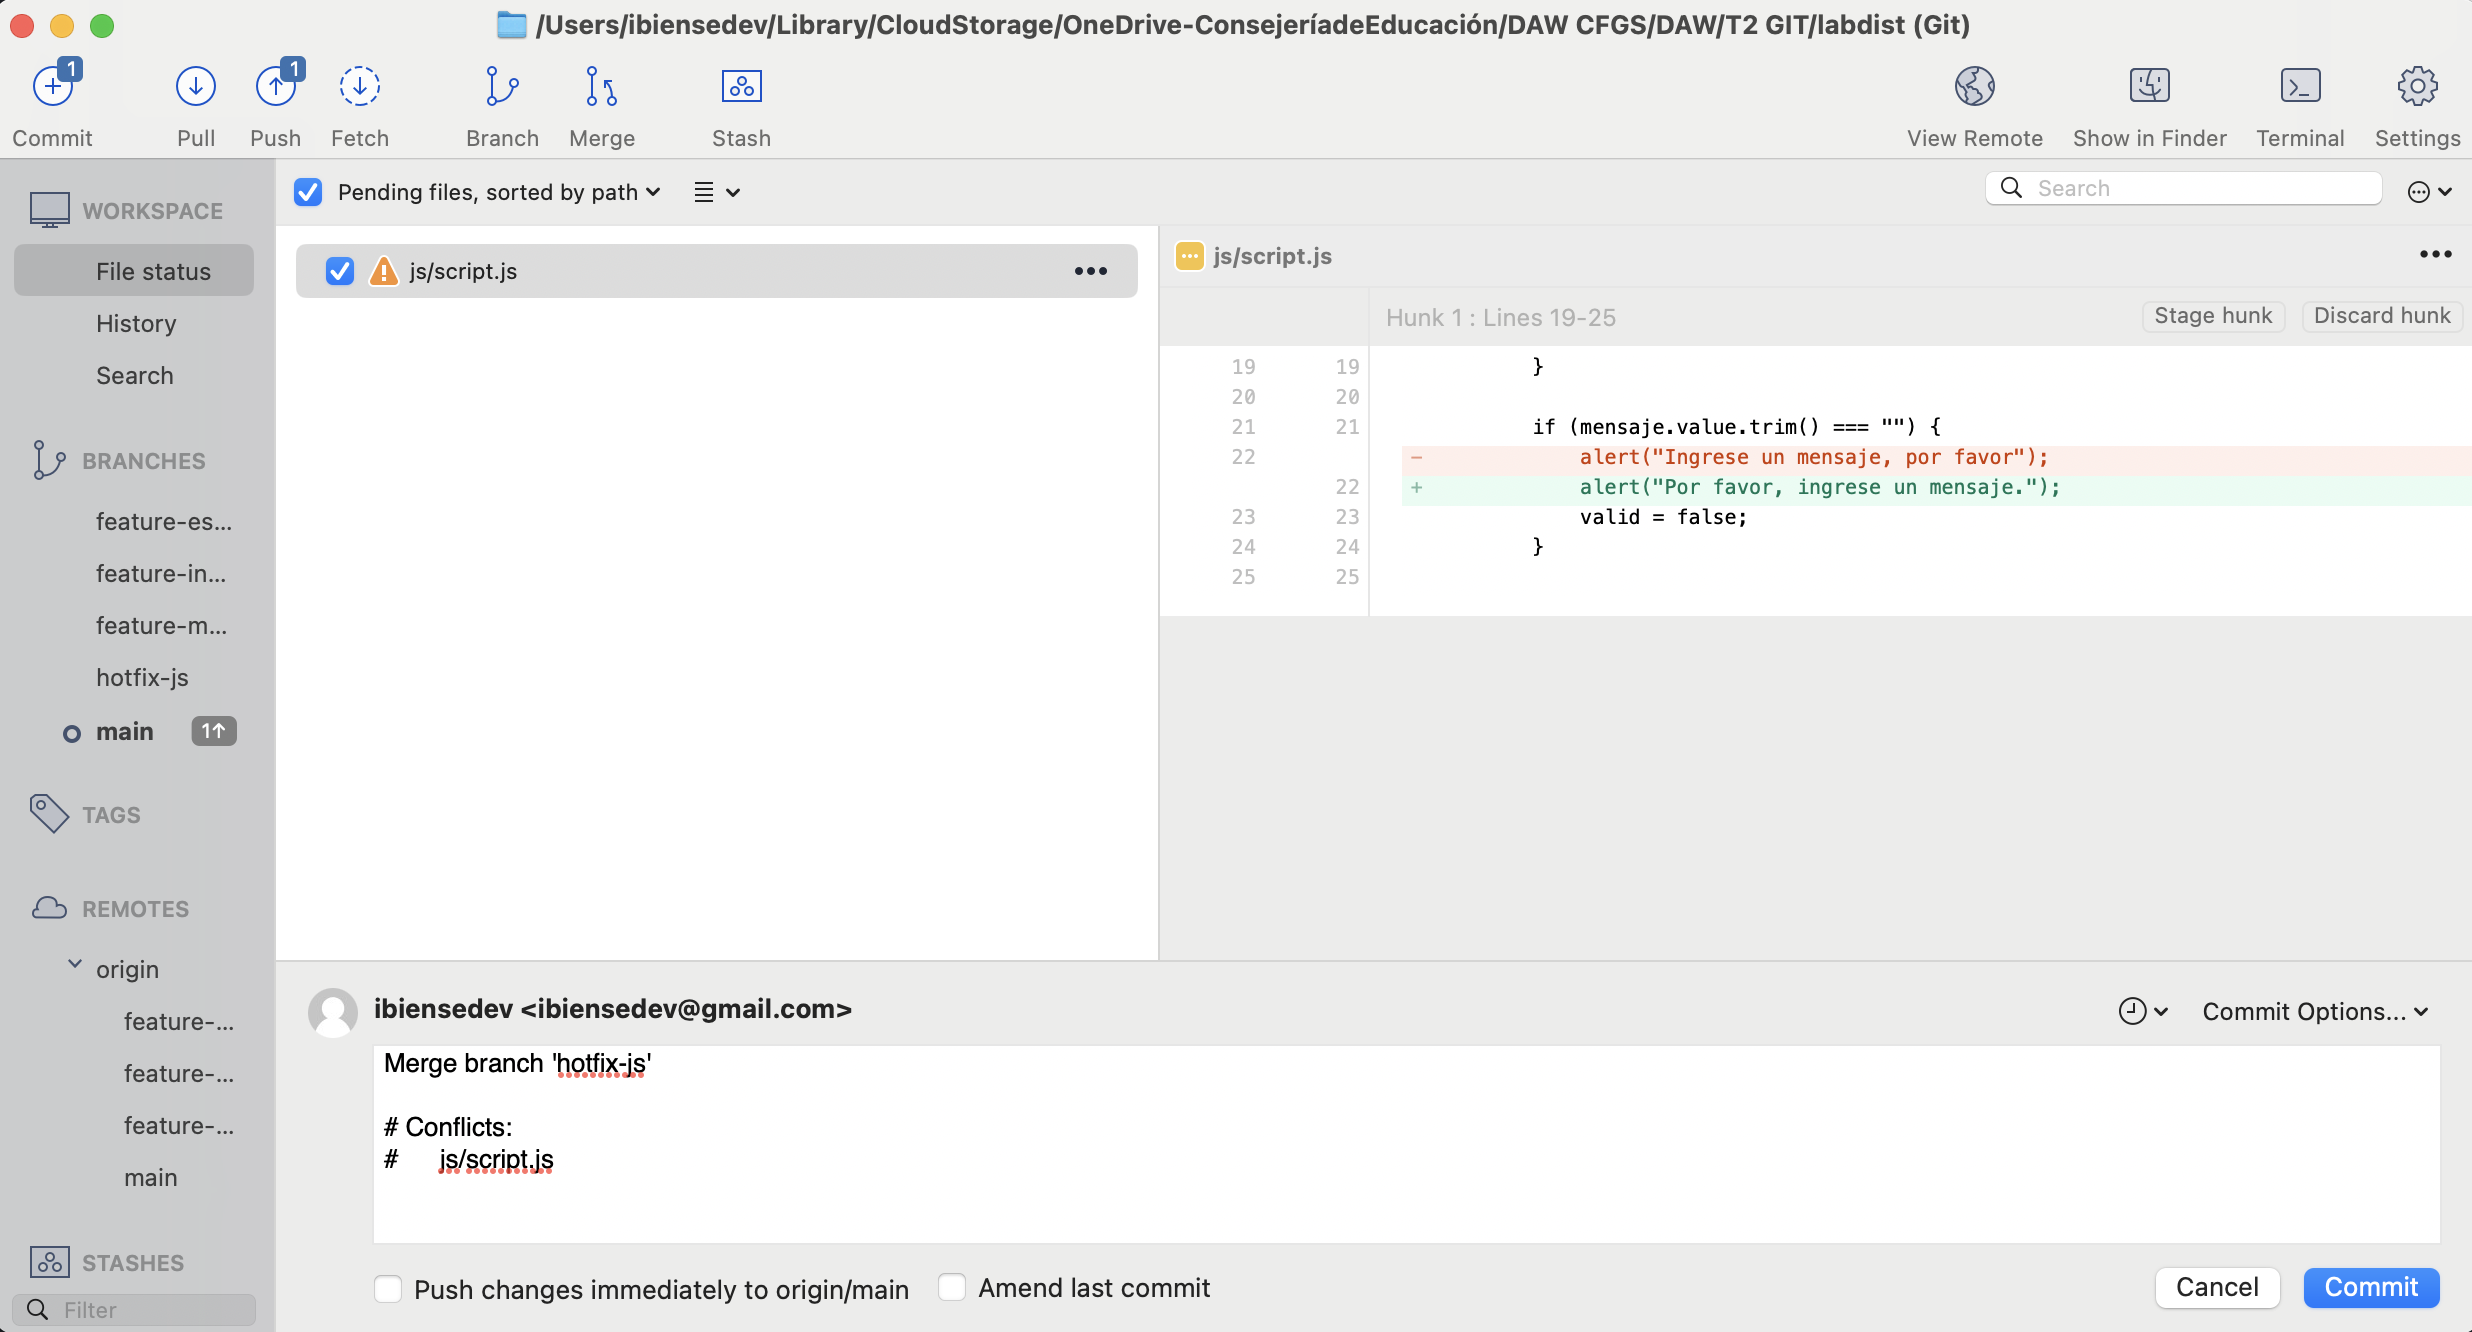 /Users/ibiensedev/Library/CloudStorage/OneDrive-ConsejeríadeEducación/DAW CFGS/DAW/T2 GIT/labdist (Git)
1
1
Commit
Pull
Push
Fetch
Branch
Merge
Stash
View Remote
Show in Finder
Terminal
Settings
WORKSPACE
File status
History
Search
BRANCHES
feature-es...
feature-in...
feature-m...
hotfix-js
main 1↑
TAGS
REMOTES
origin
feature-...
feature-...
feature-...
main
STASHES
Filter
Pending files, sorted by path
Search
js/script.js
js/script.js
Hunk 1 : Lines 19-25
Stage hunk
Discard hunk
19 19 }
20 20
21 21 if (mensaje.value.trim() === "") {
22 - alert("Ingrese un mensaje, por favor");
22 + alert("Por favor, ingrese un mensaje.");
23 23 valid = false;
24 24 }
25 25
ibiensedev <ibiensedev@gmail.com>
Commit Options...
Merge branch 'hotfix-js'
# Conflicts:
# js/script.js
Push changes immediately to origin/main
Amend last commit
Cancel
Commit